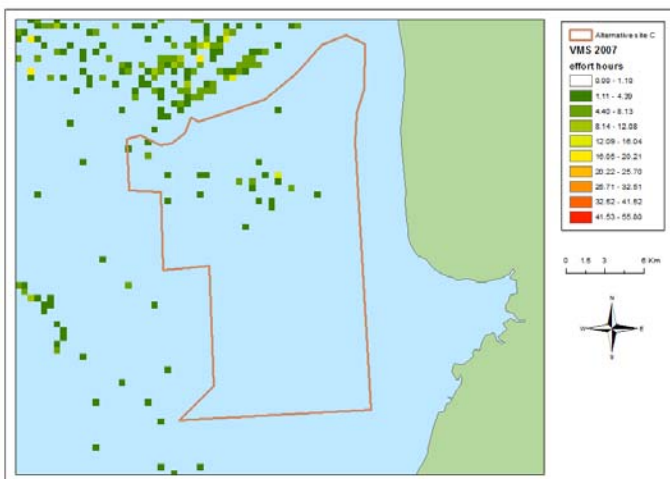 Alternative site C
VMS 2007
effort hours
0.00 - 1.10
1.11 - 4.39
4.40 - 8.13
8.14 - 12.08
12.09 - 16.04
16.05 - 20.21
20.22 - 25.70
25.71 - 32.51
32.52 - 41.52
41.53 - 55.80
0 1.5 3 6 Km
N
W E
S